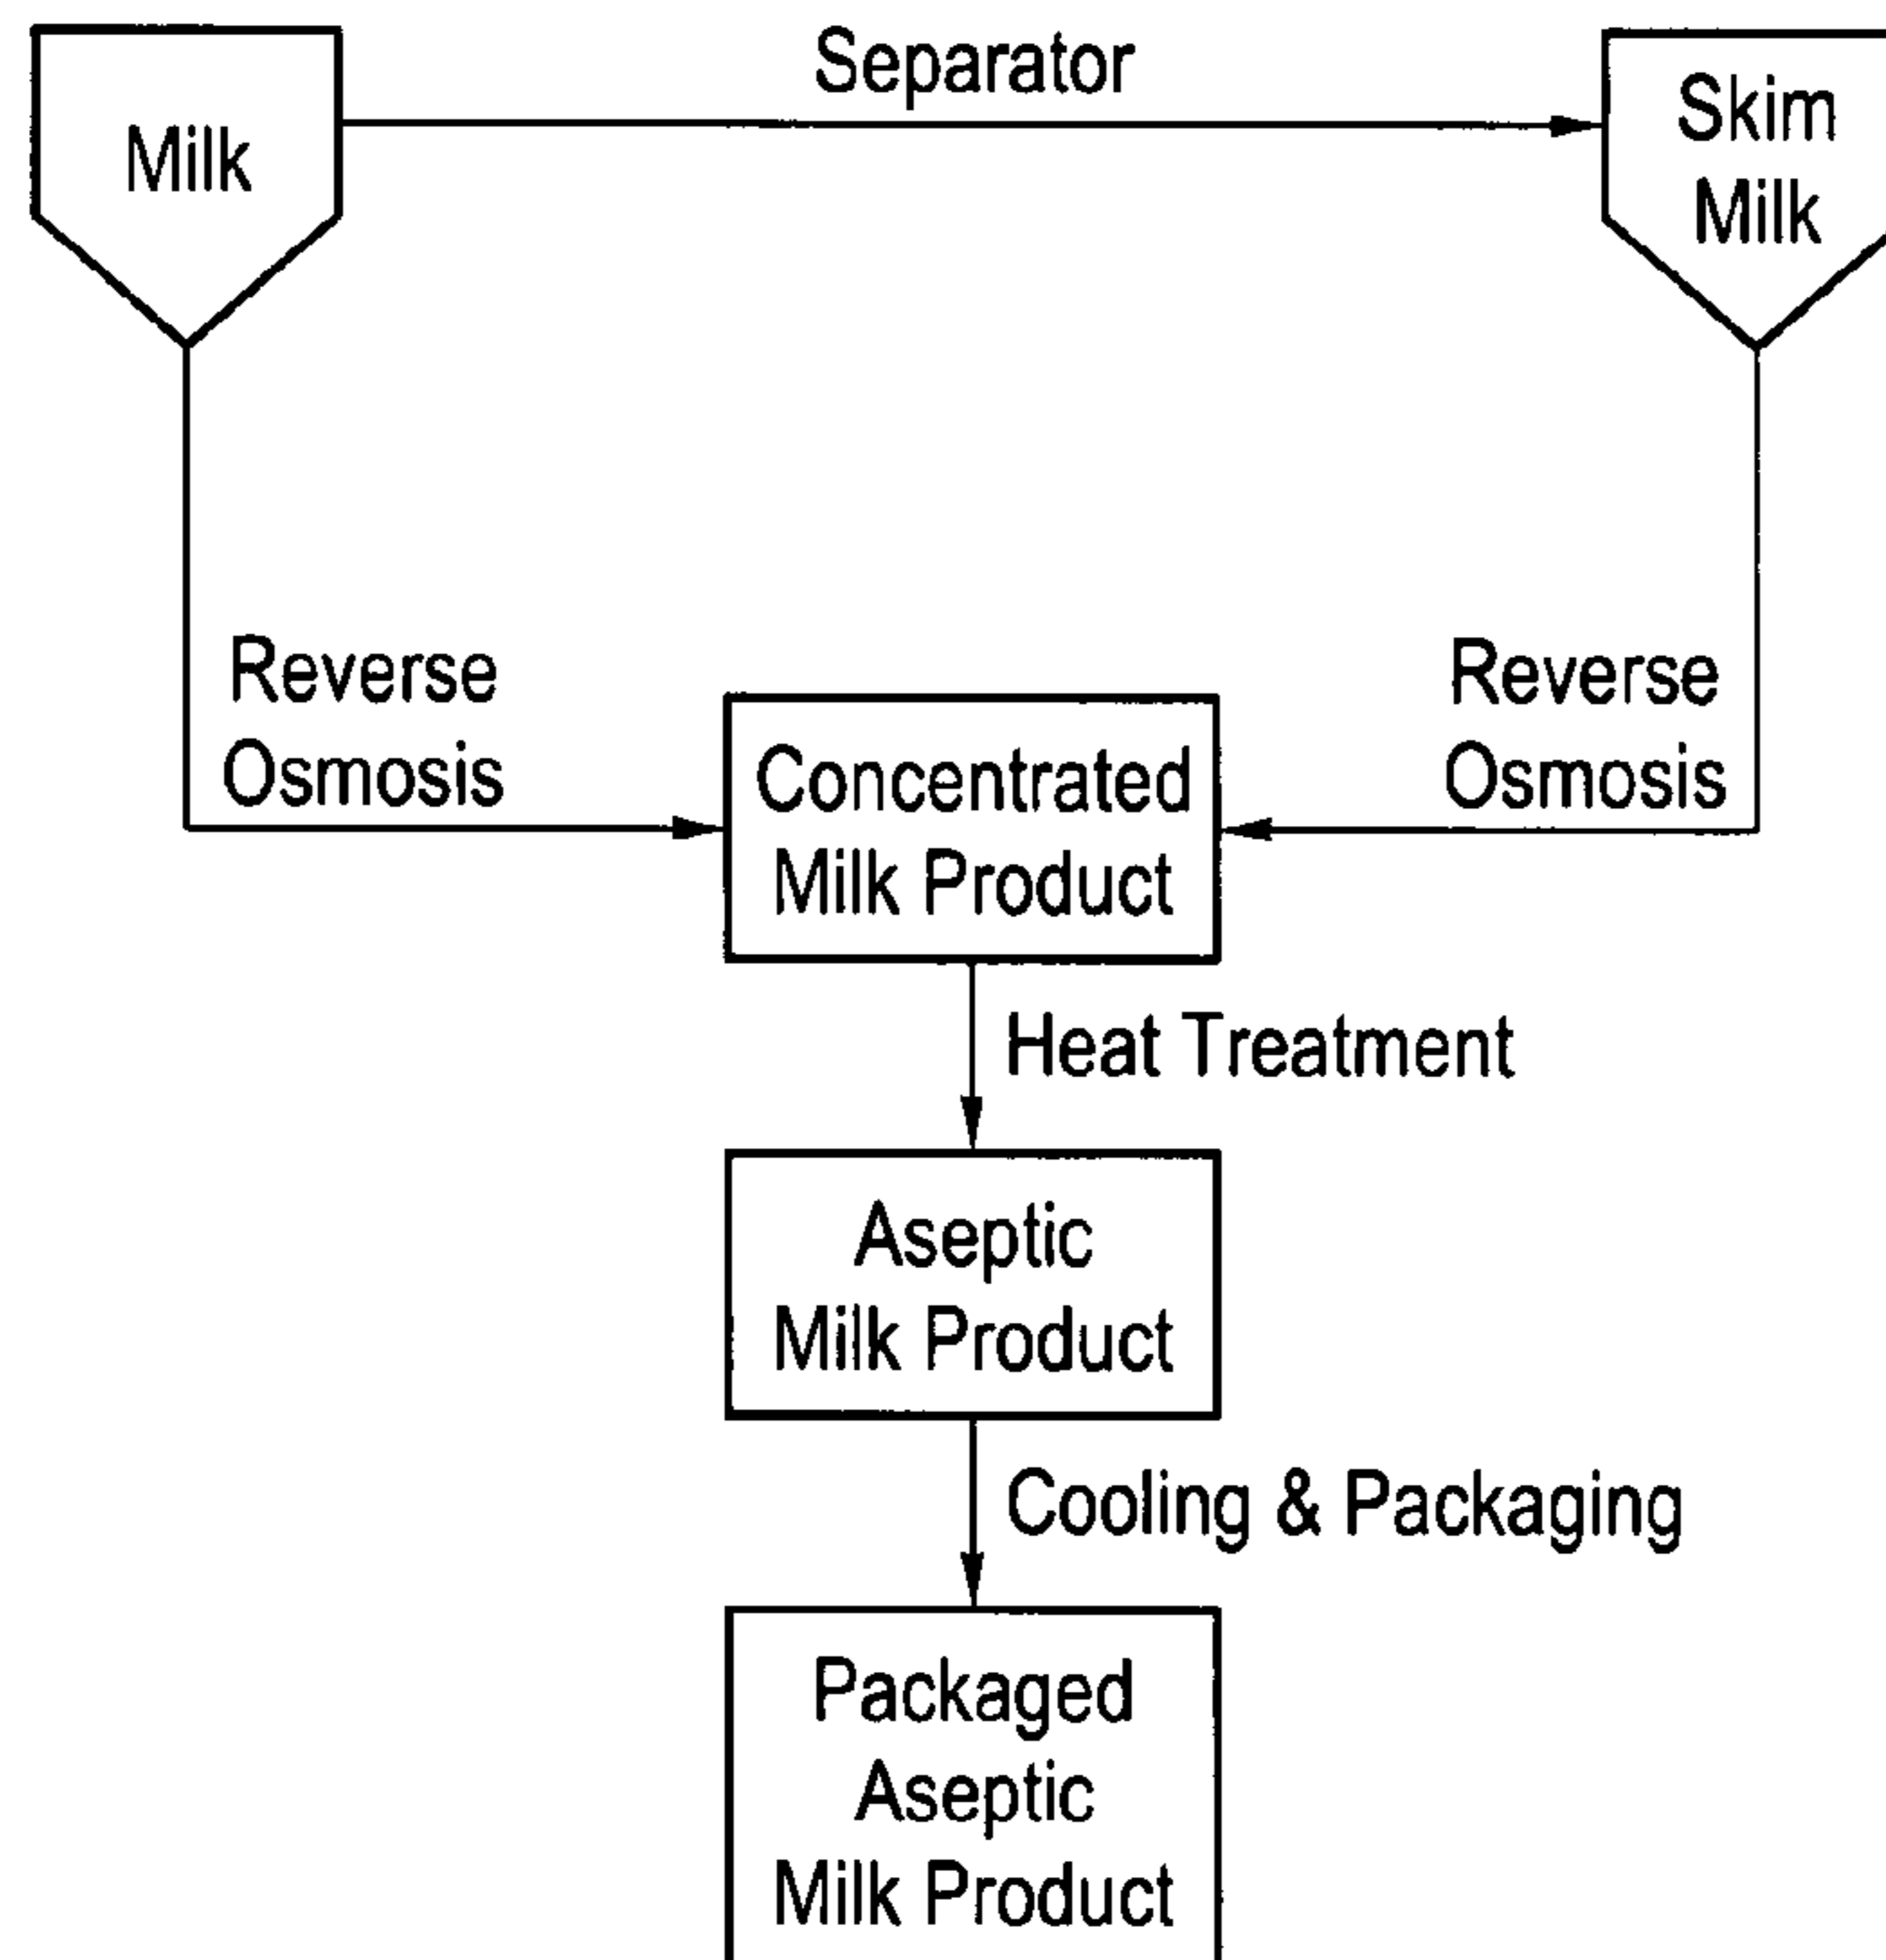 Separator
Milk
Skim
Milk
Reverse
Osmosis
Reverse
Osmosis
Concentrated
Milk Product
Heat Treatment
Aseptic
Milk Product
Cooling & Packaging
Packaged
Aseptic
Milk Product